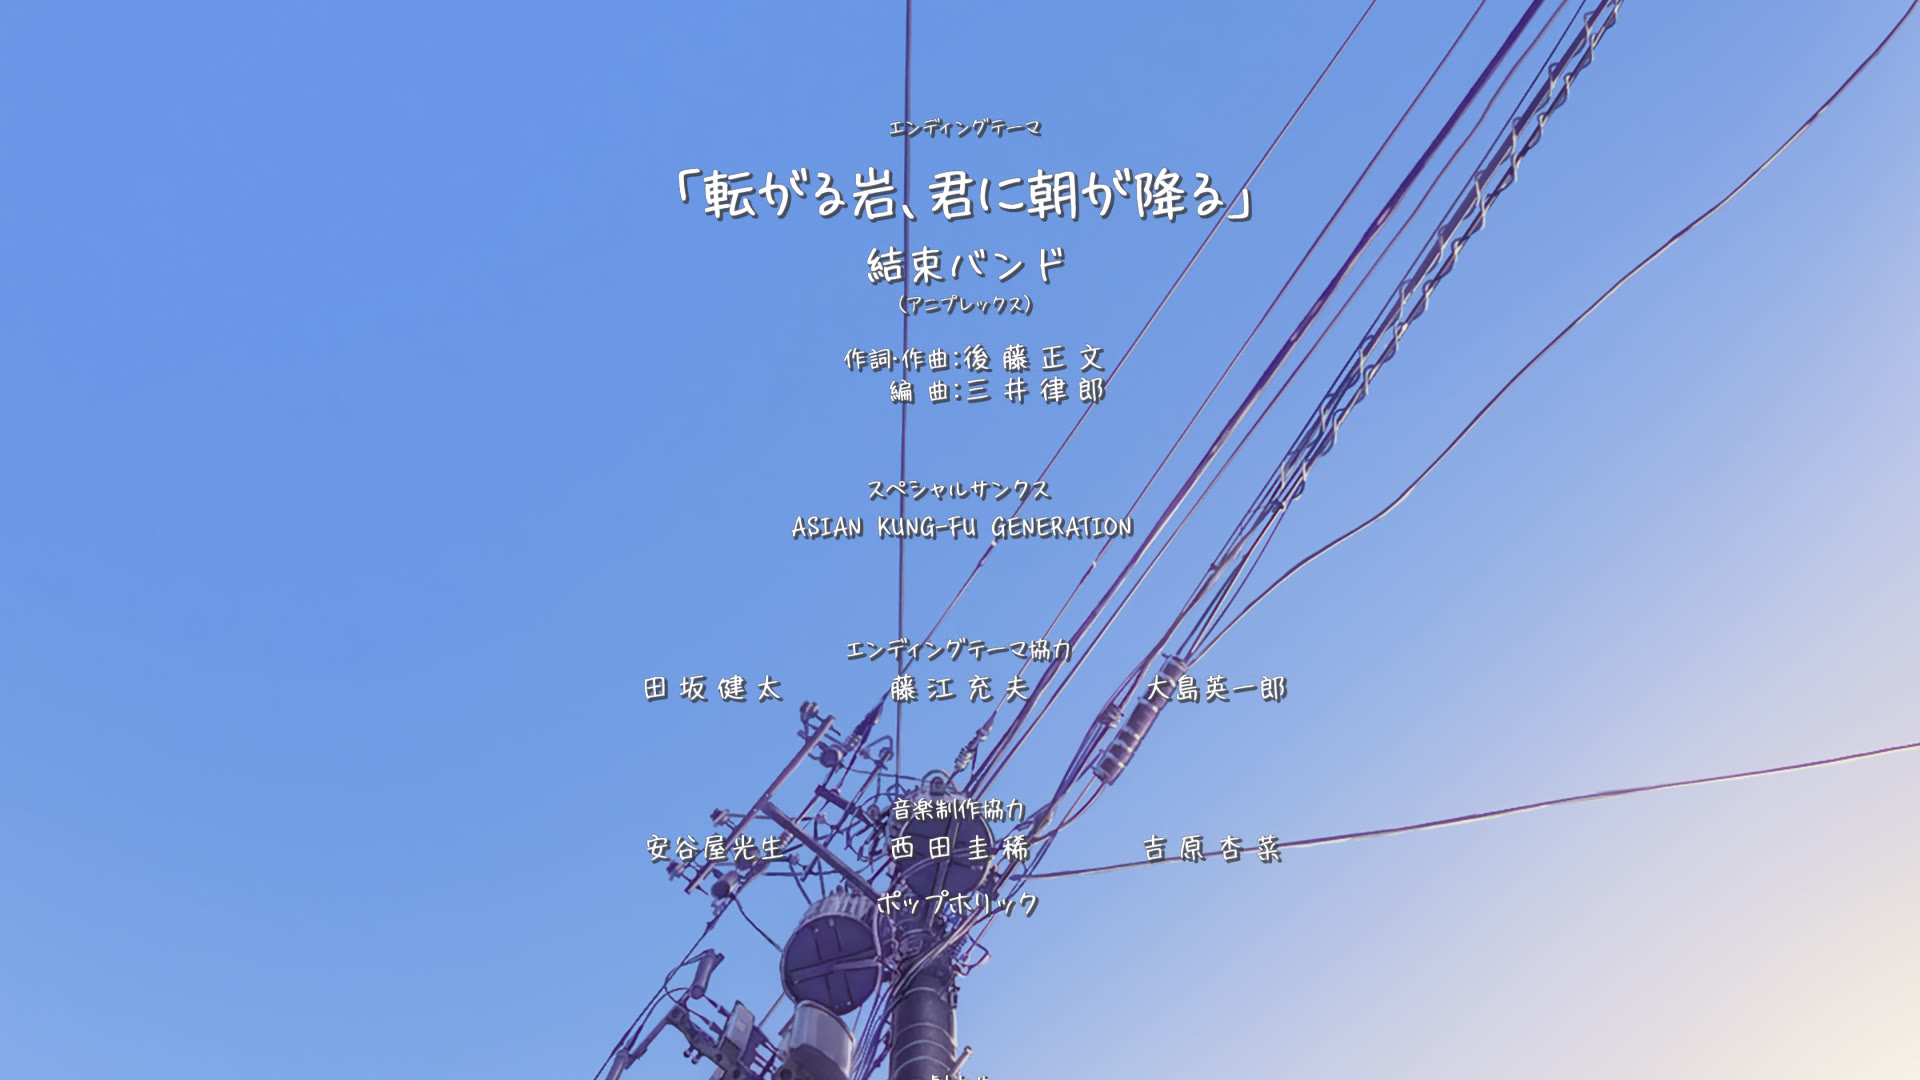 エンディングテーマ
「転がる岩、君に朝が降る」
結束バンド
(アニプレックス)
作詞・作曲:後藤正文
編曲:三井律郎
スペシャルサンクス
ASIAN KUNG-FU GENERATION
エンディングテーマ協力
田坂健太 藤江充夫 大島英一郎
音楽制作協力
安谷屋光生 西田圭稀 吉原杏菜
ポップホリック